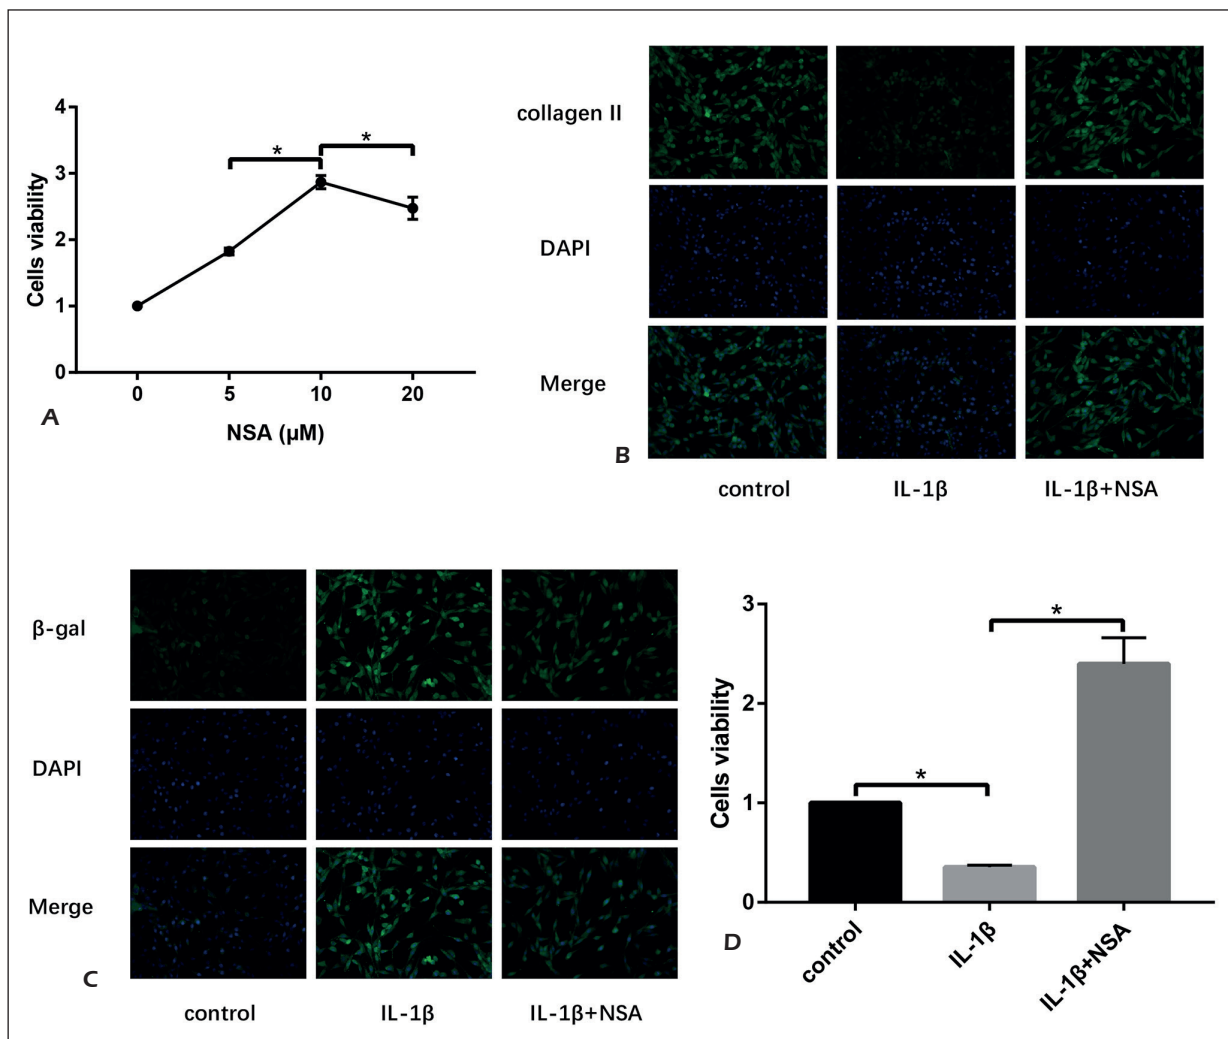 4
3
2
1
0
Cells viability
*
*
0
5
10
20
NSA (μM)
A
collagen II
DAPI
Merge
B
control
IL-1β
IL-1β+NSA
β-gal
DAPI
Merge
C
control
IL-1β
IL-1β+NSA
3
2
1
0
Cells viability
*
*
D
control
IL-1β
IL-1β+NSA